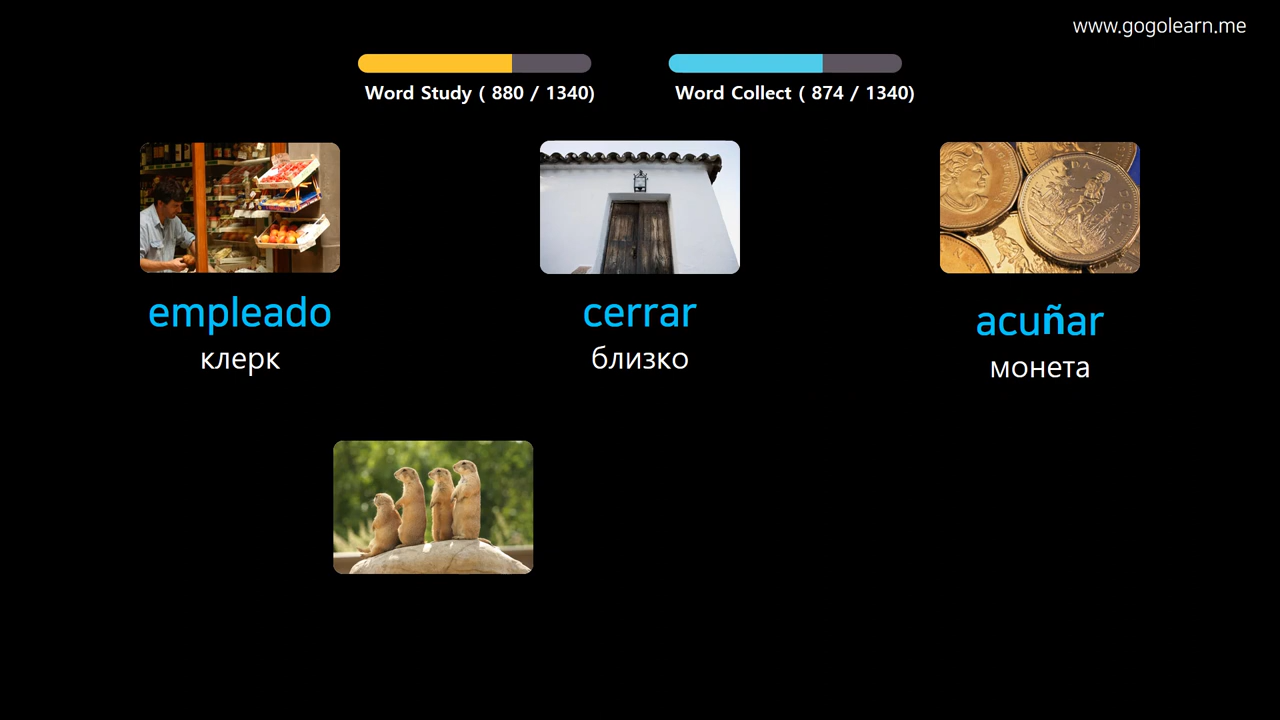 www.gogolearn.me
Word Study ( 880 / 1340)
Word Collect ( 874 / 1340)
empleado
клерк
cerrar
близко
acuñar
монета